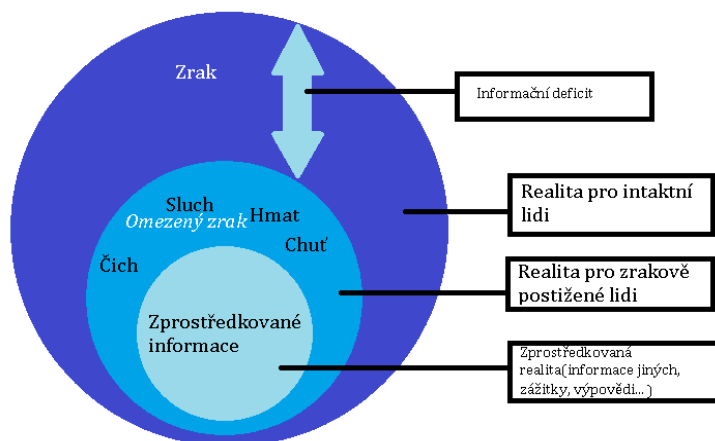 Zrak
Informační deficit
Sluch
Omezený zrak
Hmat
Chuť
Čich
Realita pro intaktní
lidi
Realita pro zrakově
postižené lidi
Zprostředkované
informace
Zprostředkovaná
realita(informace jiných,
zážitky, výpovědi... )